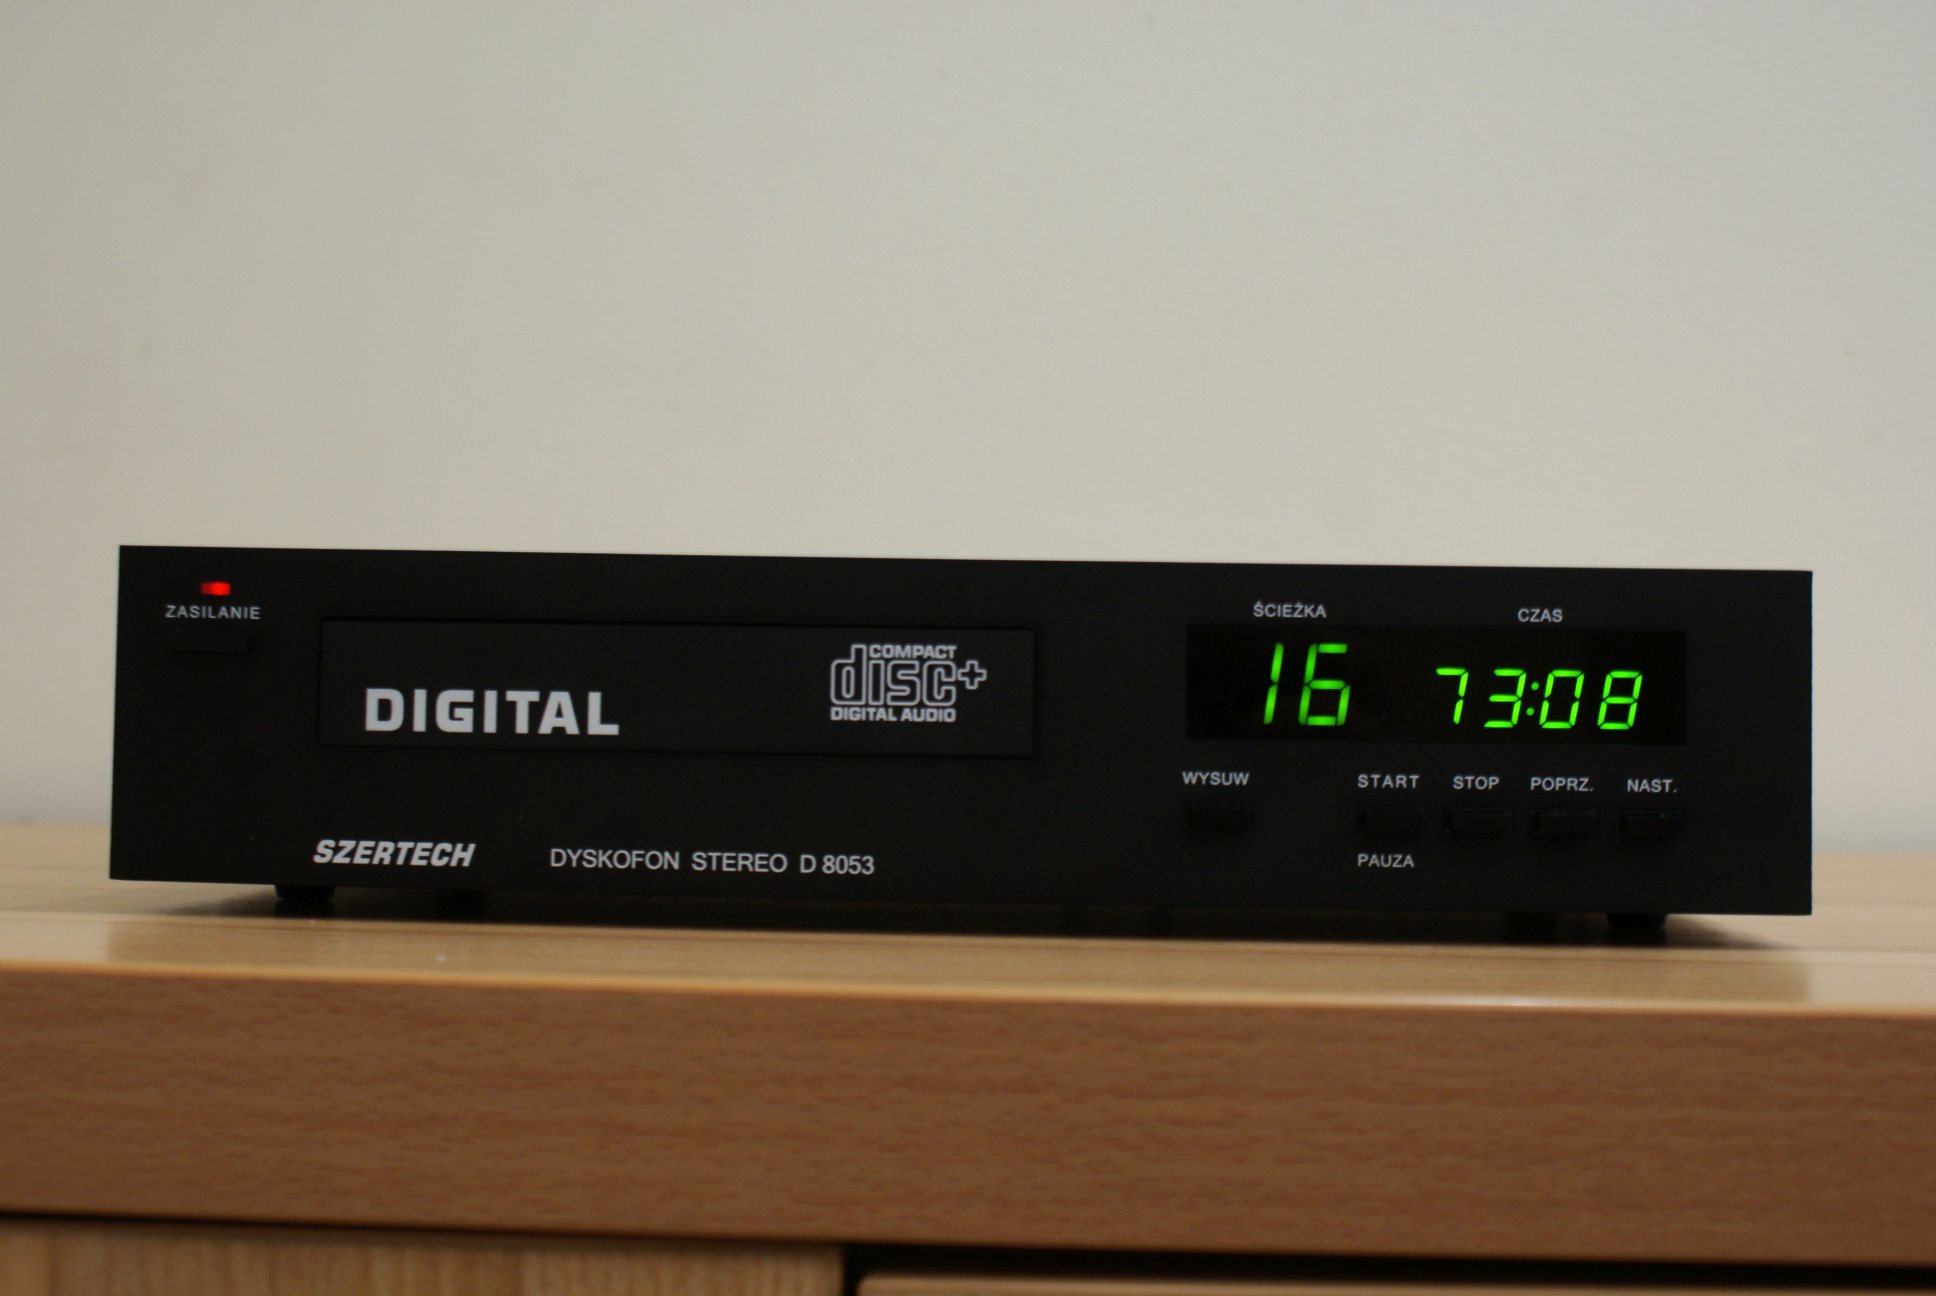 ZASILANIE
DIGITAL
COMPACT
disc+
DIGITAL AUDIO
SZERTECH
DYSKOFON STEREO D 8053
ŚCIEŻKA
CZAS
16
73:08
WYSUW
START
STOP
POPRZ.
NAST.
PAUZA